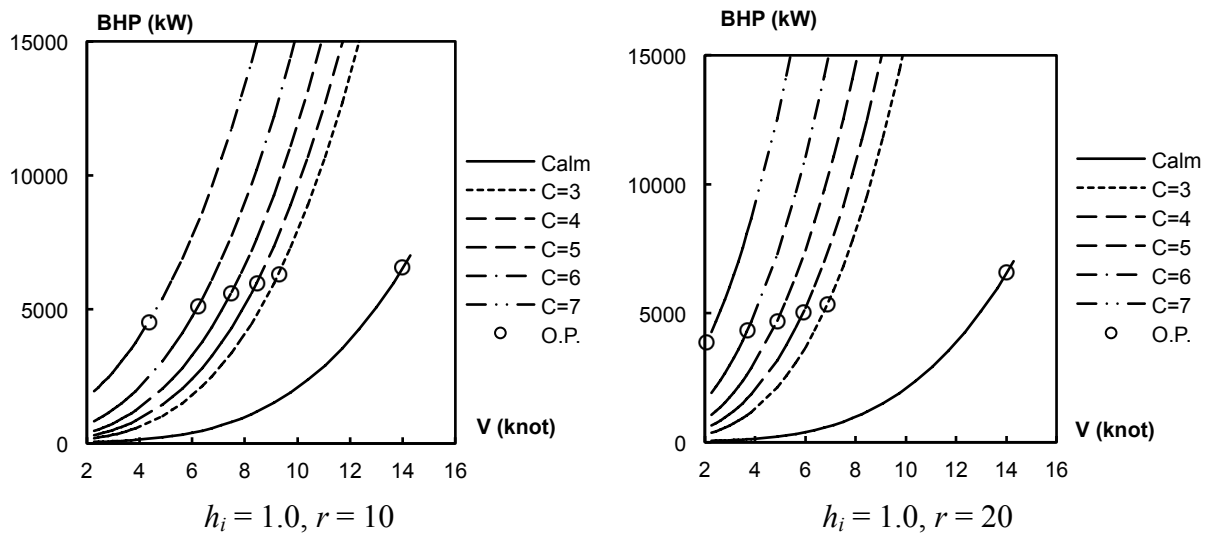 BHP (kW)
15000
10000
5000
0
2 4 6 8 10 12 14 16
V (knot)
Calm
C=3
C=4
C=5
C=6
C=7
O.P.
h_i = 1.0, r = 10
BHP (kW)
15000
10000
5000
0
2 4 6 8 10 12 14 16
V (knot)
Calm
C=3
C=4
C=5
C=6
C=7
O.P.
h_i = 1.0, r = 20